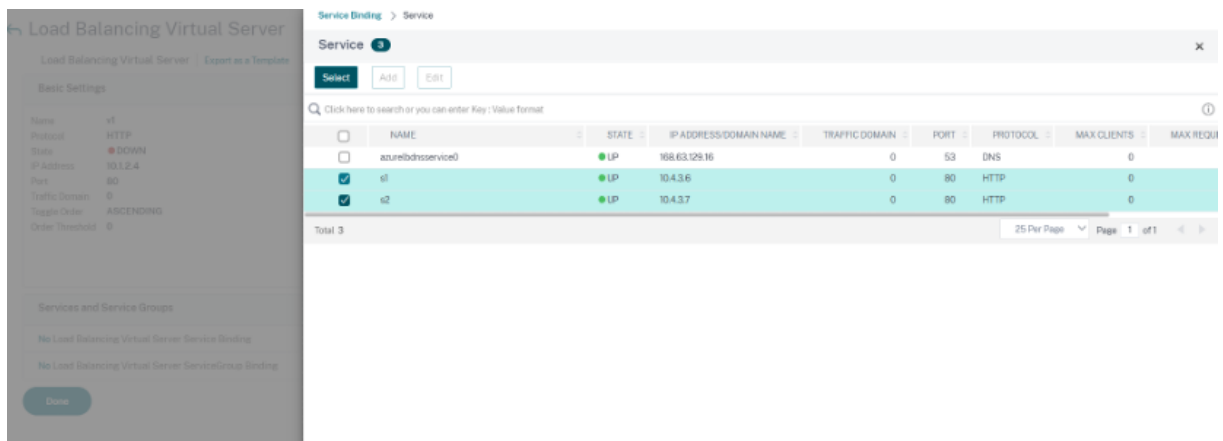 Load Balancing Virtual Server
Load Balancing Virtual Server | Export as a Template
Basic Settings
Name
Protocol HTTP
State DOWN
IP Address 10.1.2.4
Port 80
Traffic Domain 0
Toggle Order ASCENDING
Order Threshold 0
Services and Service Groups
No Load Balancing Virtual Server Service Binding
No Load Balancing Virtual Server ServiceGroup Binding
Done
Service Binding > Service
Service 3
Select Add Edit
Click here to search or you can enter Key : Value format
NAME STATE IP ADDRESS/DOMAIN NAME TRAFFIC DOMAIN PORT PROTOCOL MAX CLIENTS MAX REQU
azurelbdnsservice0 UP 168.63.129.16 0 53 DNS 0
s1 UP 10.4.3.6 0 80 HTTP 0
s2 UP 10.4.3.7 0 80 HTTP 0
Total 3
25 Per Page Page 1 of 1